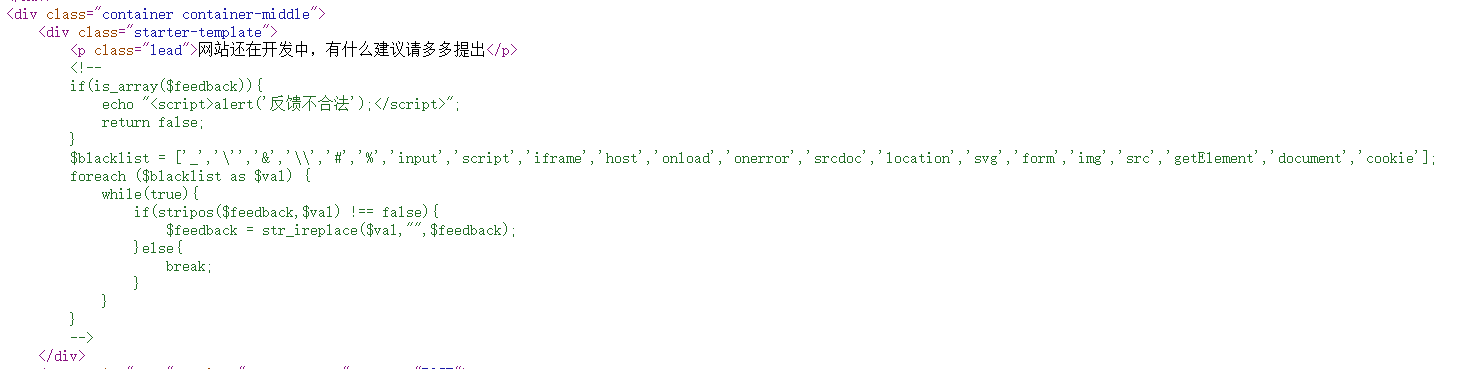 <div class="container container-middle">
<div class="starter-template">
<p class="lead">网站还在开发中，有什么建议请多多提出</p>
<!--
if(is_array($feedback)){
echo "<script>alert('反馈不合法');</script>";
return false;
}
$blacklist = ['_','\'','&','\\','#','%','input','script','iframe','host','onload','onerror','srcdoc','location','svg','form','img','src','getElement','document','cookie'];
foreach ($blacklist as $val) {
while(true){
if(stripos($feedback,$val) !== false){
$feedback = str_ireplace($val,"",$feedback);
}else{
break;
}
}
}
-->
</div>